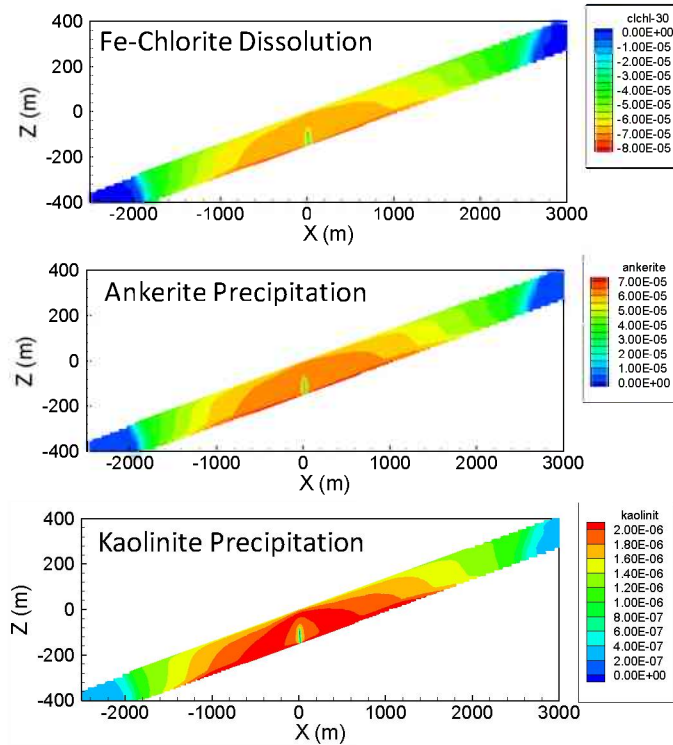 Fe-Chlorite Dissolution
clchl-30
0.00E+00
-1.00E-05
-2.00E-05
-3.00E-05
-4.00E-05
-5.00E-05
-6.00E-05
-7.00E-05
-8.00E-05
400
200
0
-200
-400
Z (m)
-2000 -1000 0 1000 2000 3000
X (m)
Ankerite Precipitation
ankerite
7.00E-05
6.00E-05
5.00E-05
4.00E-05
3.00E-05
2.00E-05
1.00E-05
0.00E+00
400
200
0
-200
-400
Z (m)
-2000 -1000 0 1000 2000 3000
X (m)
Kaolinite Precipitation
kaolinit
2.00E-06
1.80E-06
1.60E-06
1.40E-06
1.20E-06
1.00E-06
8.00E-07
6.00E-07
4.00E-07
2.00E-07
0.00E+00
400
200
0
-200
-400
Z (m)
-2000 -1000 0 1000 2000 3000
X (m)